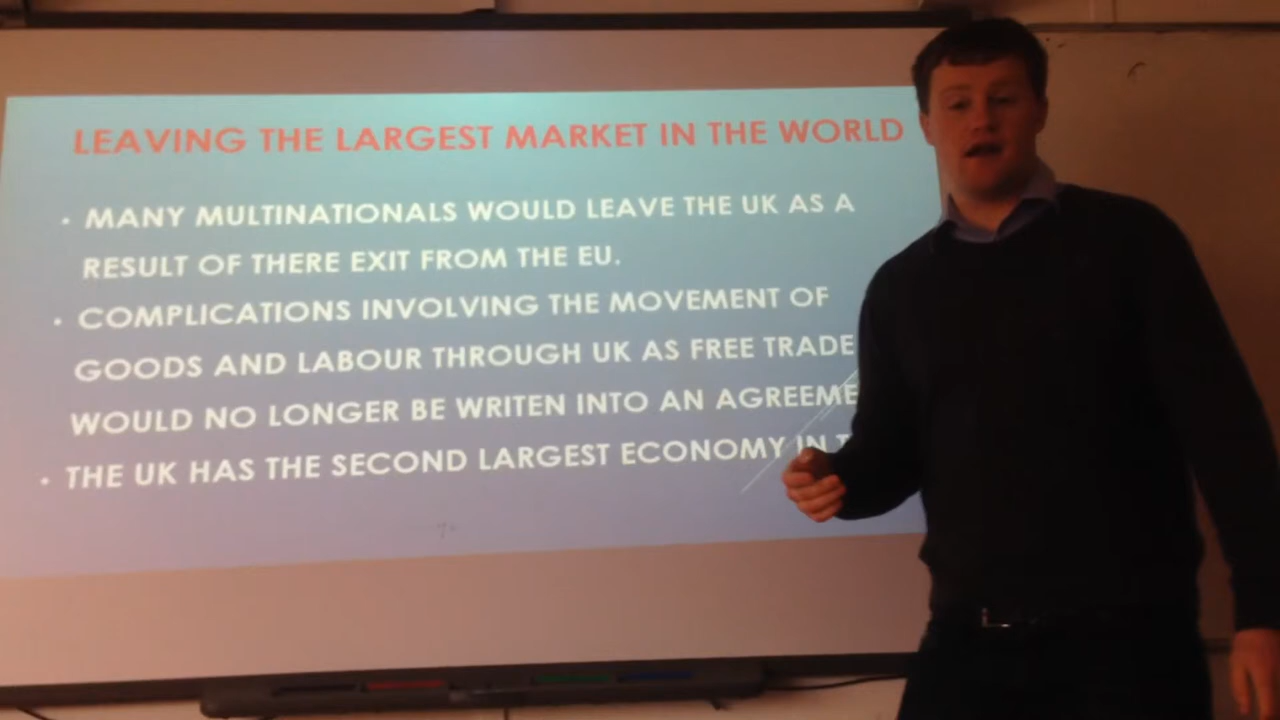 LEAVING THE LARGEST MARKET IN THE WORLD
• MANY MULTINATIONALS WOULD LEAVE THE UK AS A
RESULT OF THERE EXIT FROM THE EU.
• COMPLICATIONS INVOLVING THE MOVEMENT OF
GOODS AND LABOUR THROUGH UK AS FREE TRADE
WOULD NO LONGER BE WRITEN INTO AN AGREEME
• THE UK HAS THE SECOND LARGEST ECONOMY IN